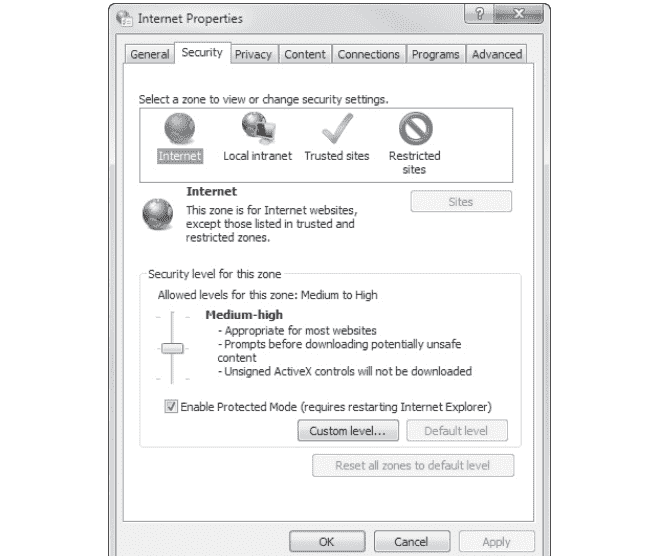 Internet Properties
?
General Security Privacy Content Connections Programs Advanced
Select a zone to view or change security settings.
Internet Local intranet Trusted sites Restricted
sites
Internet
Sites
This zone is for Internet websites,
except those listed in trusted and
restricted zones.
Security level for this zone
Allowed levels for this zone: Medium to High
Medium-high
- Appropriate for most websites
- Prompts before downloading potentially unsafe
content
- Unsigned ActiveX controls will not be downloaded
Enable Protected Mode (requires restarting Internet Explorer)
Custom level... Default level
Reset all zones to default level
OK Cancel Apply